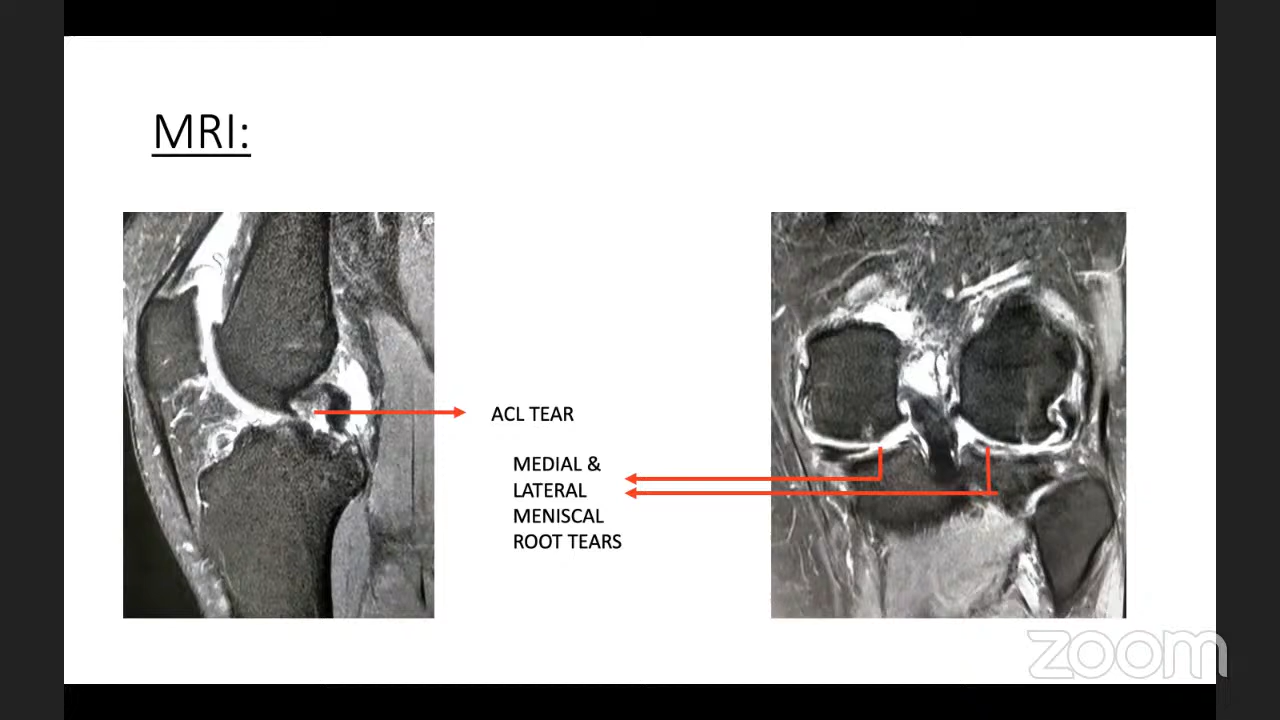 MRI:
ACL TEAR
MEDIAL &
LATERAL
MENISCAL
ROOT TEARS
zoom